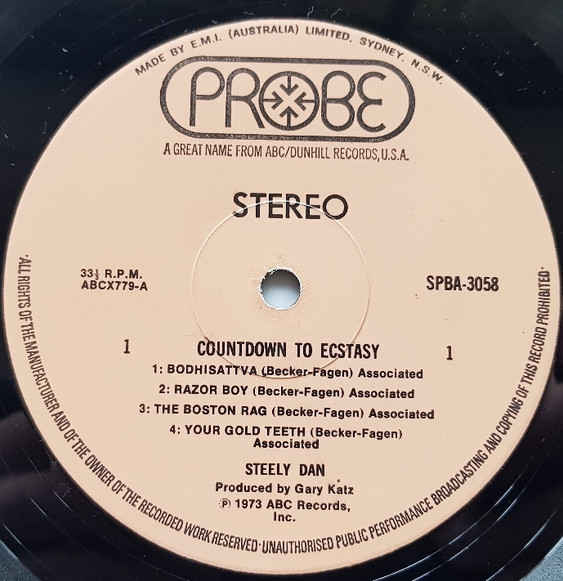 MADE BY E.M.I. (AUSTRALIA) LIMITED, SYDNEY, N.S.W.
PROBE
A GREAT NAME FROM ABC/DUNHILL RECORDS, U.S.A.
STEREO
33⅓ R.P.M.
ABCX779-A
SPBA-3058
1
1
COUNTDOWN TO ECSTASY
1: BODHISATTVA (Becker-Fagen) Associated
2: RAZOR BOY (Becker-Fagen) Associated
3: THE BOSTON RAG (Becker-Fagen) Associated
4: YOUR GOLD TEETH (Becker-Fagen)
Associated
STEELY DAN
Produced by Gary Katz
Ⓟ 1973 ABC Records,
Inc.
ALL RIGHTS OF THE MANUFACTURER AND OF THE OWNER OF THE RECORDED WORK RESERVED·UNAUTHORISED PUBLIC PERFORMANCE BROADCASTING AND COPYING OF THIS RECORD PROHIBITED·